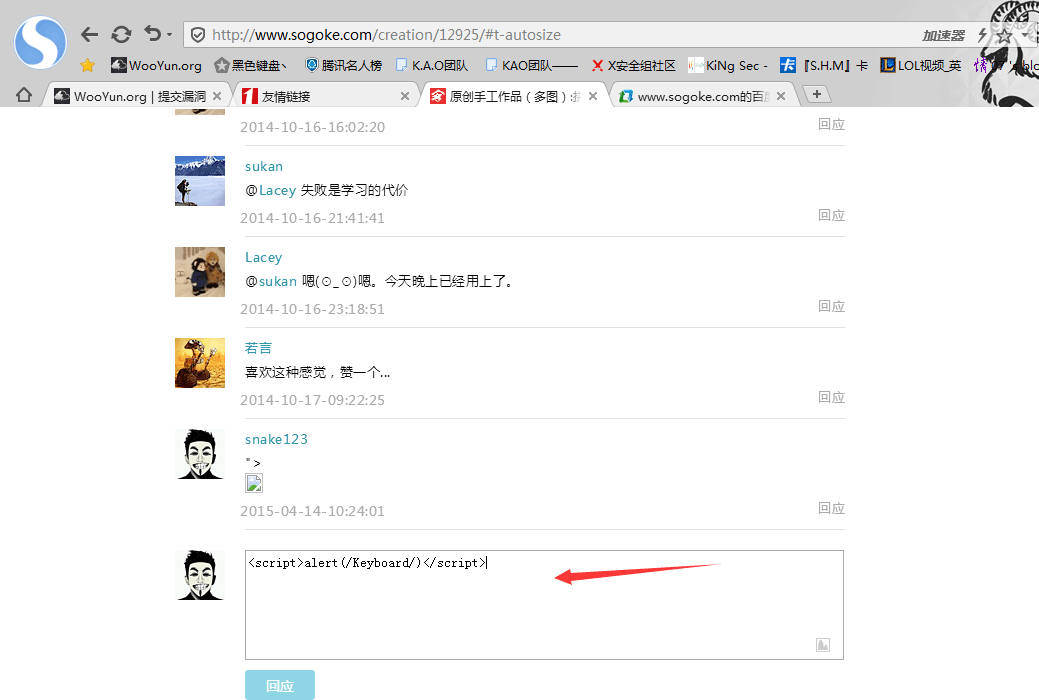 http://www.sogoke.com/creation/12925/#t-autosize
加速器
WooYun.org
黑色键盘丶
腾讯名人榜
K.A.O团队
KAO团队——
X安全组社区
KiNg Sec -
『S.H.M』卡
LOL视频_英
WooYun.org | 提交漏洞
友情链接
原创手工作品（多图）:
www.sogoke.com的百
2014-10-16-16:02:20
回应
sukan
@Lacey 失败是学习的代价
2014-10-16-21:41:41
回应
Lacey
@sukan 嗯(⊙_⊙)嗯。今天晚上已经用上了。
2014-10-16-23:18:51
回应
若言
喜欢这种感觉，赞一个...
2014-10-17-09:22:25
回应
snake123
">
2015-04-14-10:24:01
回应
<script>alert(/Keyboard/)</script>
回应